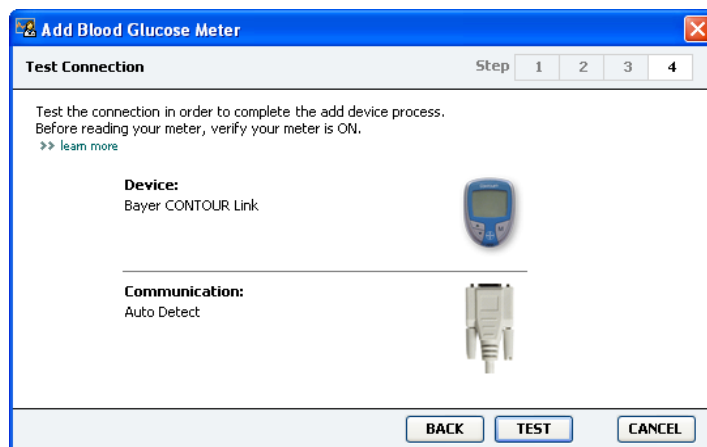 Add Blood Glucose Meter
Test Connection Step 1 2 3 4
Test the connection in order to complete the add device process.
Before reading your meter, verify your meter is ON.
>> learn more
Device:
Bayer CONTOUR Link
Communication:
Auto Detect
BACK TEST CANCEL